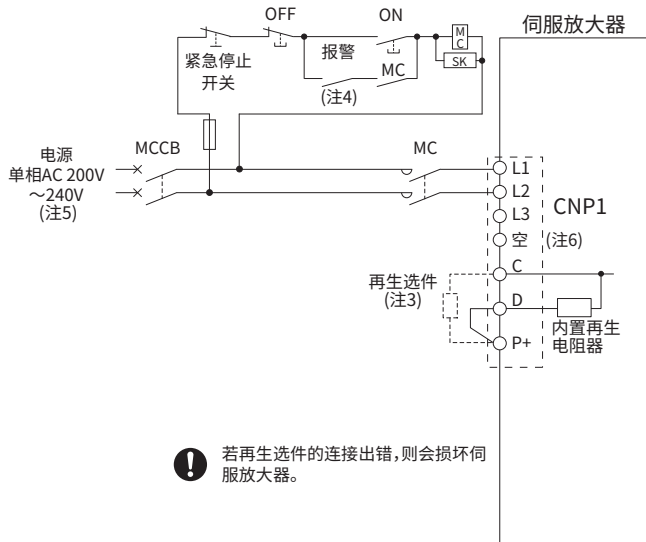 OFF
ON
伺服放大器
紧急停止
开关
报警
MC
SK
MC
(注4)
电源
单相AC 200V
～240V
(注5)
MCCB
MC
L1
L2
L3
空
CNP1
(注6)
再生选件
(注3)
C
D
P+
内置再生
电阻器
若再生选件的连接出错,则会损坏伺
服放大器。